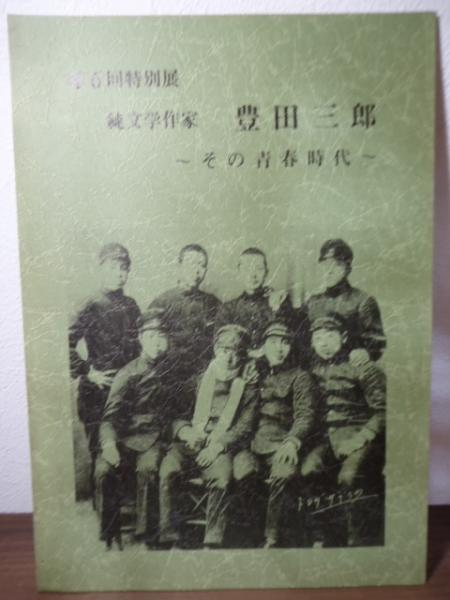 第6回特別展
純文学作家 豊田三郎
～その青春時代～